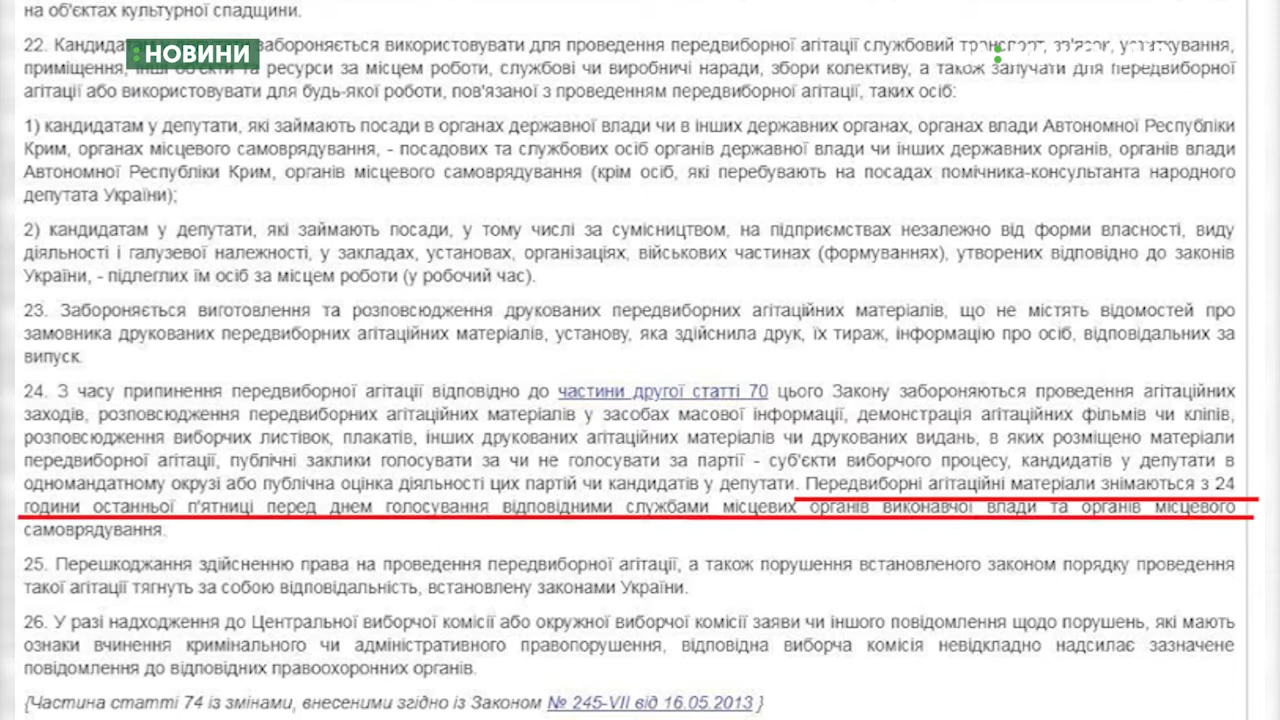 на об'єктах культурної спадщини.
НОВИНИ
22. забороняється використовувати для проведення передвиборної агітації службовий
приміщення, ресурси за місцем роботи, службові чи виробничі наради, збори колективу, а також залучати для передвиборної
агітації або використовувати для будь-якої роботи, пов'язаної з проведенням передвиборної агітації, таких осіб:
1) кандидатам у депутати, які займають посади в органах державної влади чи в інших державних органах, органах влади Автономної Республіки
Крим, органах місцевого самоврядування, - посадових та службових осіб органів державної влади чи інших державних органів, органів влади
Автономної Республіки Крим, органів місцевого самоврядування (крім осіб, які перебувають на посадах помічника-консультанта народного
депутата України);
2) кандидатам у депутати, які займають посади, у тому числі за сумісництвом, на підприємствах незалежно від форми власності, виду
діяльності і галузевої належності, у закладах, установах, організаціях, військових частинах (формуваннях), утворених відповідно до законів
України, - підлеглих їм осіб за місцем роботи (у робочий час).
23. Забороняється виготовлення та розповсюдження друкованих передвиборних агітаційних матеріалів, що не містять відомостей про
замовника друкованих передвиборних агітаційних матеріалів, установу, яка здійснила друк, їх тираж, інформацію про осіб, відповідальних за
випуск.
24. З часу припинення передвиборної агітації відповідно до частини другої статті 70 цього Закону забороняються проведення агітаційних
заходів, розповсюдження передвиборних агітаційних матеріалів у засобах масової інформації, демонстрація агітаційних фільмів чи кліпів,
розповсюдження виборчих листівок, плакатів, інших друкованих агітаційних матеріалів чи друкованих видань, в яких розміщено матеріали
передвиборної агітації, публічні заклики голосувати за чи не голосувати за партії - суб'єкти виборчого процесу, кандидатів у депутати в
одномандатному окрузі або публічна оцінка діяльності цих партій чи кандидатів у депутати. Передвиборні агітаційні матеріали знімаються з 24
години останньої п'ятниці перед днем голосування відповідними службами місцевих органів виконавчої влади та органів місцевого
самоврядування.
25. Перешкоджання здійсненню права на проведення передвиборної агітації, а також порушення встановленого законом порядку проведення
такої агітації тягнуть за собою відповідальність, встановлену законами України.
26. У разі надходження до Центральної виборчої комісії або окружної виборчої комісії заяви чи іншого повідомлення щодо порушень, які мають
ознаки вчинення кримінального чи адміністративного правопорушення, відповідна виборча комісія невідкладно надсилає зазначене
повідомлення до відповідних правоохоронних органів.
{Частина статті 74 із змінами, внесеними згідно із Законом № 245-VII від 16.05.2013 }